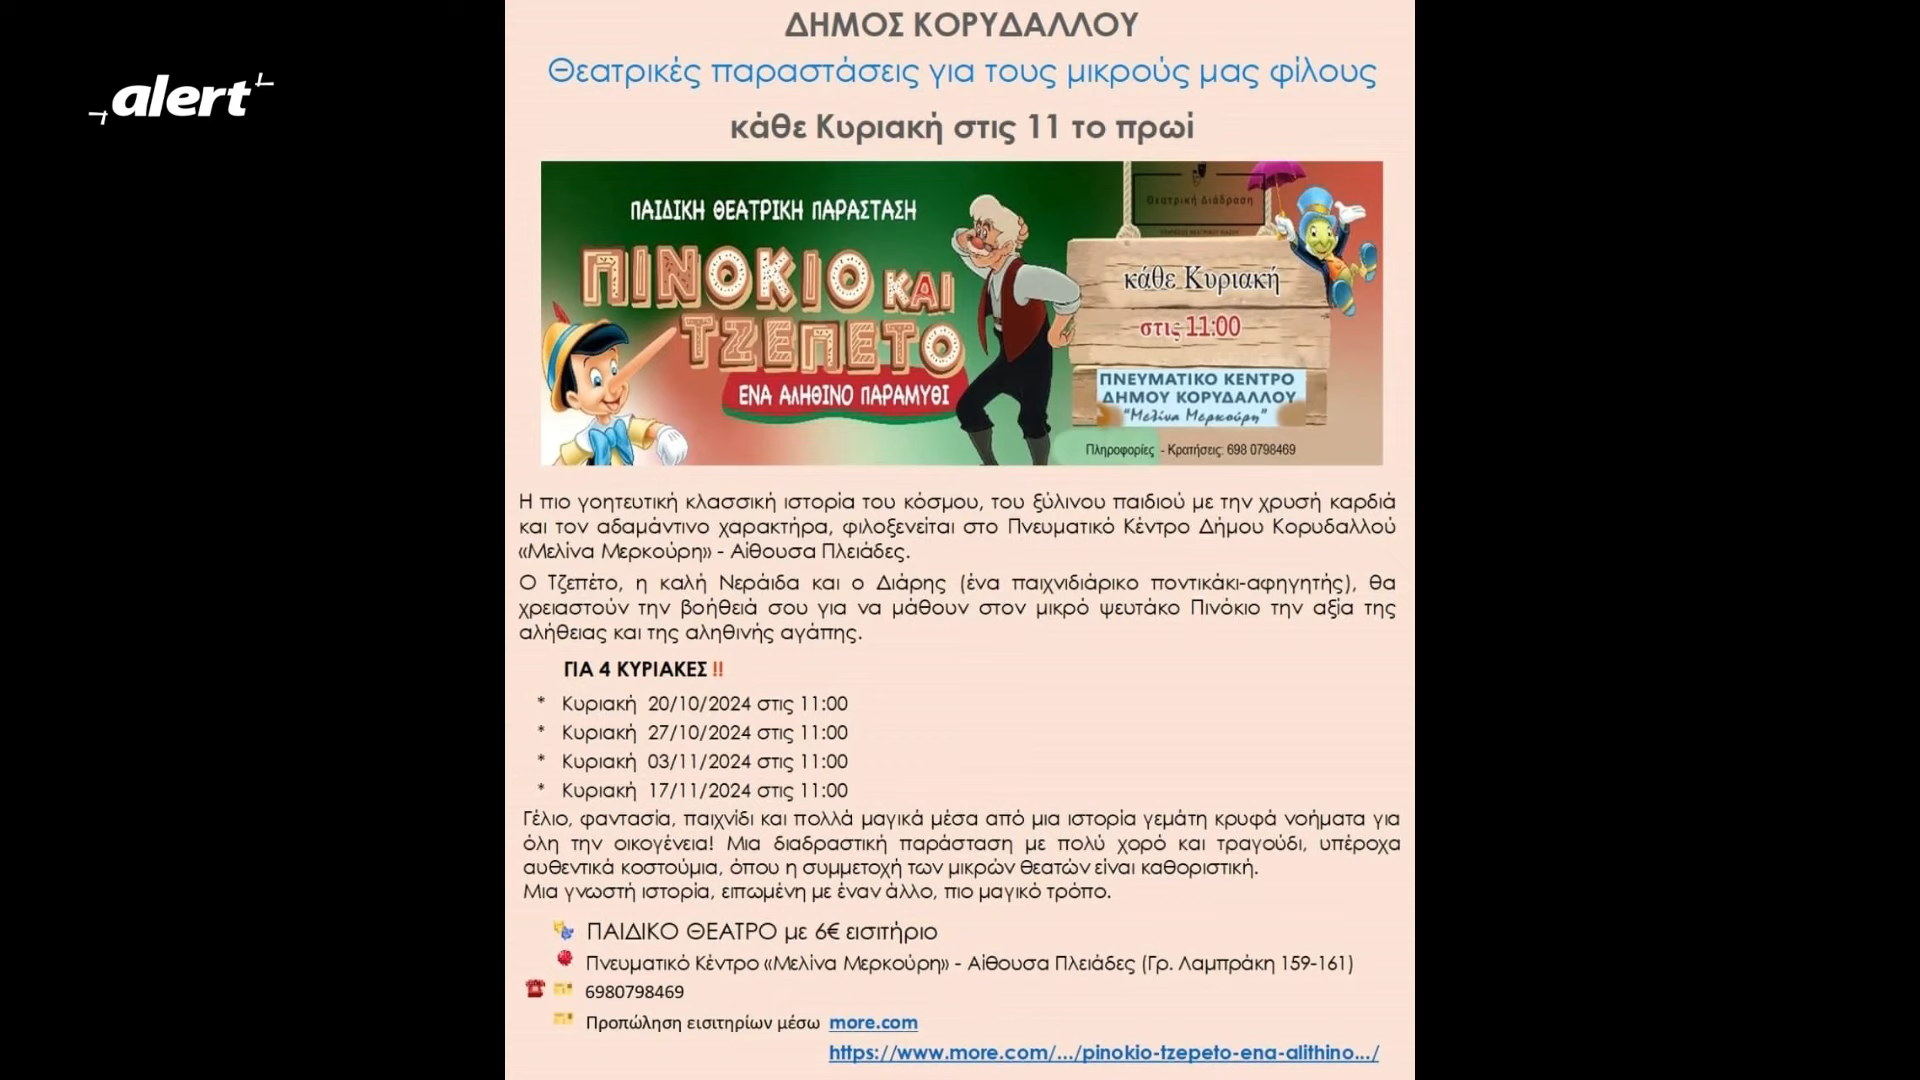 alert
ΔΗΜΟΣ ΚΟΡΥΔΑΛΛΟΥ
Θεατρικές παραστάσεις για τους μικρούς μας φίλους
κάθε Κυριακή στις 11 το πρωί
ΠΑΙΔΙΚΗ ΘΕΑΤΡΙΚΗ ΠΑΡΑΣΤΑΣΗ
ΠΙΝΟΚΙΟ ΚΑΙ
ΤΖΕΠΕΤΟ
ΕΝΑ ΑΛΗΘΙΝΟ ΠΑΡΑΜΥΘΙ
Θεατρική Διάδραση
κάθε Κυριακή
στις 11:00
ΠΝΕΥΜΑΤΙΚΟ ΚΕΝΤΡΟ
ΔΗΜΟΥ ΚΟΡΥΔΑΛΛΟΥ
"Μελίνα Μερκούρη"
Πληροφορίες - Κρατήσεις: 698 0798469
Η πιο γοητευτική κλασσική ιστορία του κόσμου, του ξύλινου παιδιού με την χρυσή καρδιά
και τον αδαμάντινο χαρακτήρα, φιλοξενείται στο Πνευματικό Κέντρο Δήμου Κορυδαλλού
«Μελίνα Μερκούρη» - Αίθουσα Πλειάδες.
Ο Τζεπέτο, η καλή Νεράιδα και ο Διάρης (ένα παιχνιδιάρικο ποντικάκι-αφηγητής), θα
χρειαστούν την βοήθειά σου για να μάθουν στον μικρό ψευτάκο Πινόκιο την αξία της
αλήθειας και της αληθινής αγάπης.
ΓΙΑ 4 ΚΥΡΙΑΚΕΣ !!
* Κυριακή 20/10/2024 στις 11:00
* Κυριακή 27/10/2024 στις 11:00
* Κυριακή 03/11/2024 στις 11:00
* Κυριακή 17/11/2024 στις 11:00
Γέλιο, φαντασία, παιχνίδι και πολλά μαγικά μέσα από μια ιστορία γεμάτη κρυφά νοήματα για
όλη την οικογένεια! Μια διαδραστική παράσταση με πολύ χορό και τραγούδι, υπέροχα
αυθεντικά κοστούμια, όπου η συμμετοχή των μικρών θεατών είναι καθοριστική.
Μια γνωστή ιστορία, ειπωμένη με έναν άλλο, πιο μαγικό τρόπο.
ΠΑΙΔΙΚΟ ΘΕΑΤΡΟ με 6€ εισιτήριο
Πνευματικό Κέντρο «Μελίνα Μερκούρη» - Αίθουσα Πλειάδες (Γρ. Λαμπράκη 159-161)
6980798469
Προπώληση εισιτηρίων μέσω more.com
https://www.more.com/.../pinokio-tzepeto-ena-alithino.../